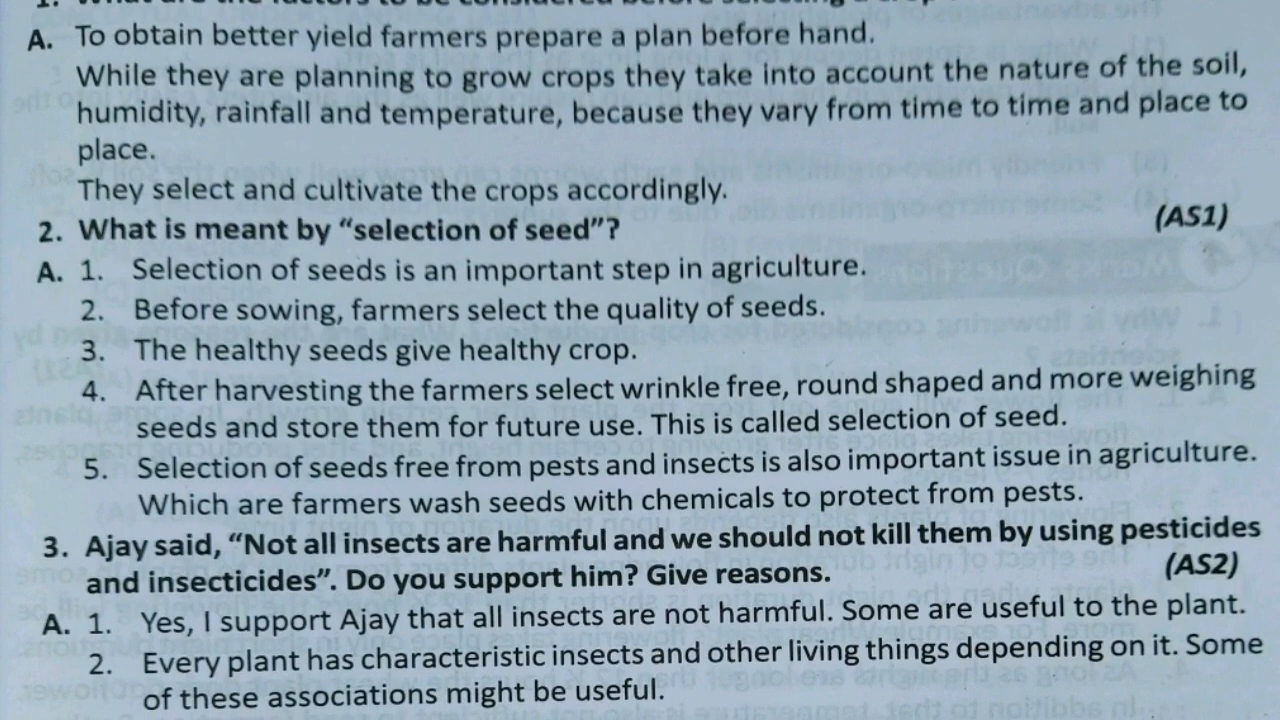 A. To obtain better yield farmers prepare a plan before hand.
While they are planning to grow crops they take into account the nature of the soil,
humidity, rainfall and temperature, because they vary from time to time and place to
place.
They select and cultivate the crops accordingly.
2. What is meant by “selection of seed”? (AS1)
A. 1. Selection of seeds is an important step in agriculture.
2. Before sowing, farmers select the quality of seeds.
3. The healthy seeds give healthy crop.
4. After harvesting the farmers select wrinkle free, round shaped and more weighing
seeds and store them for future use. This is called selection of seed.
5. Selection of seeds free from pests and insects is also important issue in agriculture.
Which are farmers wash seeds with chemicals to protect from pests.
3. Ajay said, “Not all insects are harmful and we should not kill them by using pesticides
and insecticides”. Do you support him? Give reasons. (AS2)
A. 1. Yes, I support Ajay that all insects are not harmful. Some are useful to the plant.
2. Every plant has characteristic insects and other living things depending on it. Some
of these associations might be useful.